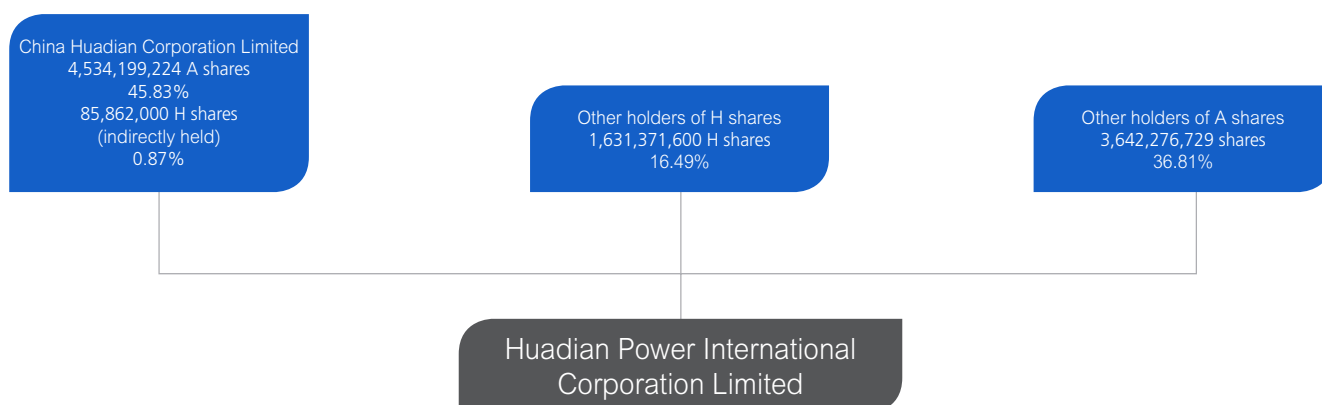 China Huadian Corporation Limited
4,534,199,224 A shares
45.83%
85,862,000 H shares
(indirectly held)
0.87%
Other holders of H shares
1,631,371,600 H shares
16.49%
Other holders of A shares
3,642,276,729 shares
36.81%
Huadian Power International
Corporation Limited